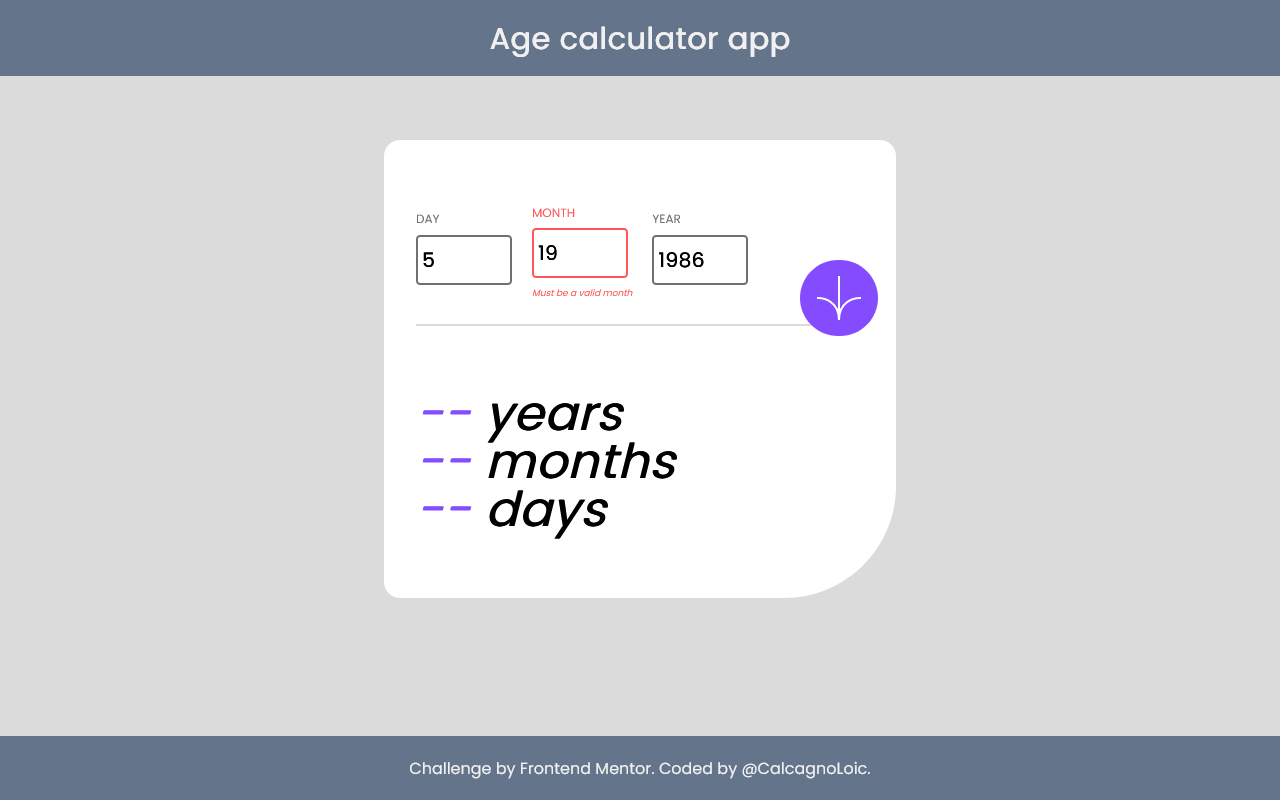 Age calculator app
DAY
MONTH
YEAR
5
19
1986
Must be a valid month
-- years
-- months
-- days
Challenge by Frontend Mentor. Coded by @CalcagnoLoic.